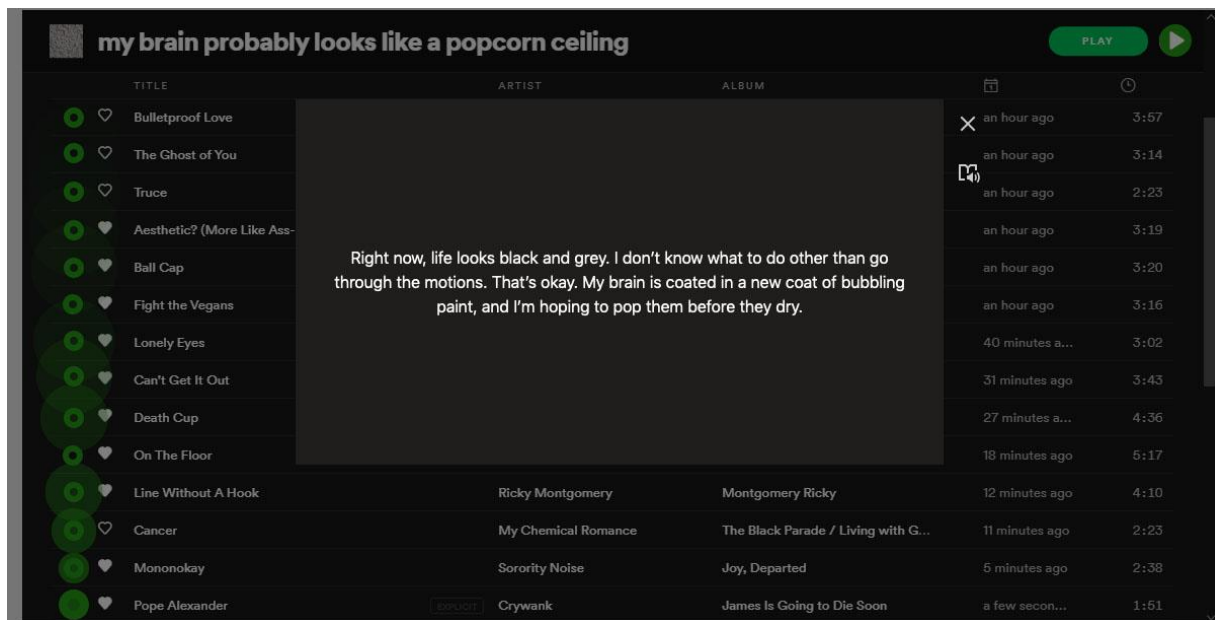 my brain probably looks like a popcorn ceiling
PLAY
TITLE ARTIST ALBUM
Bulletproof Love an hour ago 3:57
The Ghost of You an hour ago 3:14
Truce an hour ago 2:23
Aesthetic? (More Like Ass- an hour ago 3:19
Ball Cap an hour ago 3:20
Fight the Vegans an hour ago 3:16
Lonely Eyes 40 minutes a... 3:02
Can't Get It Out 31 minutes ago 3:43
Death Cup 27 minutes a... 4:36
On The Floor 18 minutes ago 5:17
Right now, life looks black and grey. I don’t know what to do other than go
through the motions. That’s okay. My brain is coated in a new coat of bubbling
paint, and I’m hoping to pop them before they dry.
Line Without A Hook Ricky Montgomery Montgomery Ricky 12 minutes ago 4:10
Cancer My Chemical Romance The Black Parade / Living with G... 11 minutes ago 2:23
Mononokay Sorority Noise Joy, Departed 5 minutes ago 2:38
Pope Alexander EXPLICIT Crywank James Is Going to Die Soon a few secon... 1:51